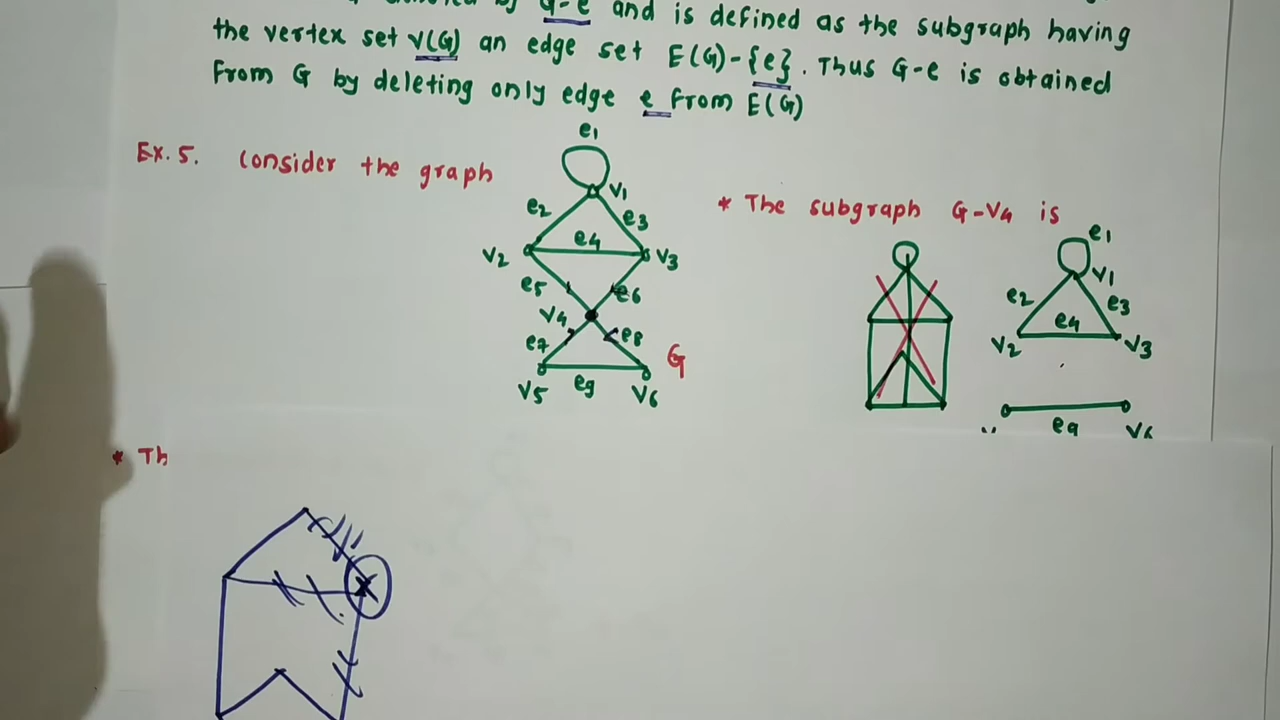 by G-e and is defined as the subgraph having
the vertex set V(G) an edge set E(G)-{e}. Thus G-e is obtained
From G by deleting only edge e from E(G)
Ex. 5. Consider the graph
e1
V1
e2
e3
e4
V2
V3
e5
e6
V4
e7
e8
G
V5
e9
V6
* The subgraph G-V4 is
e1
V1
e2
e3
e4
V2
V3
e9
V6
* Th